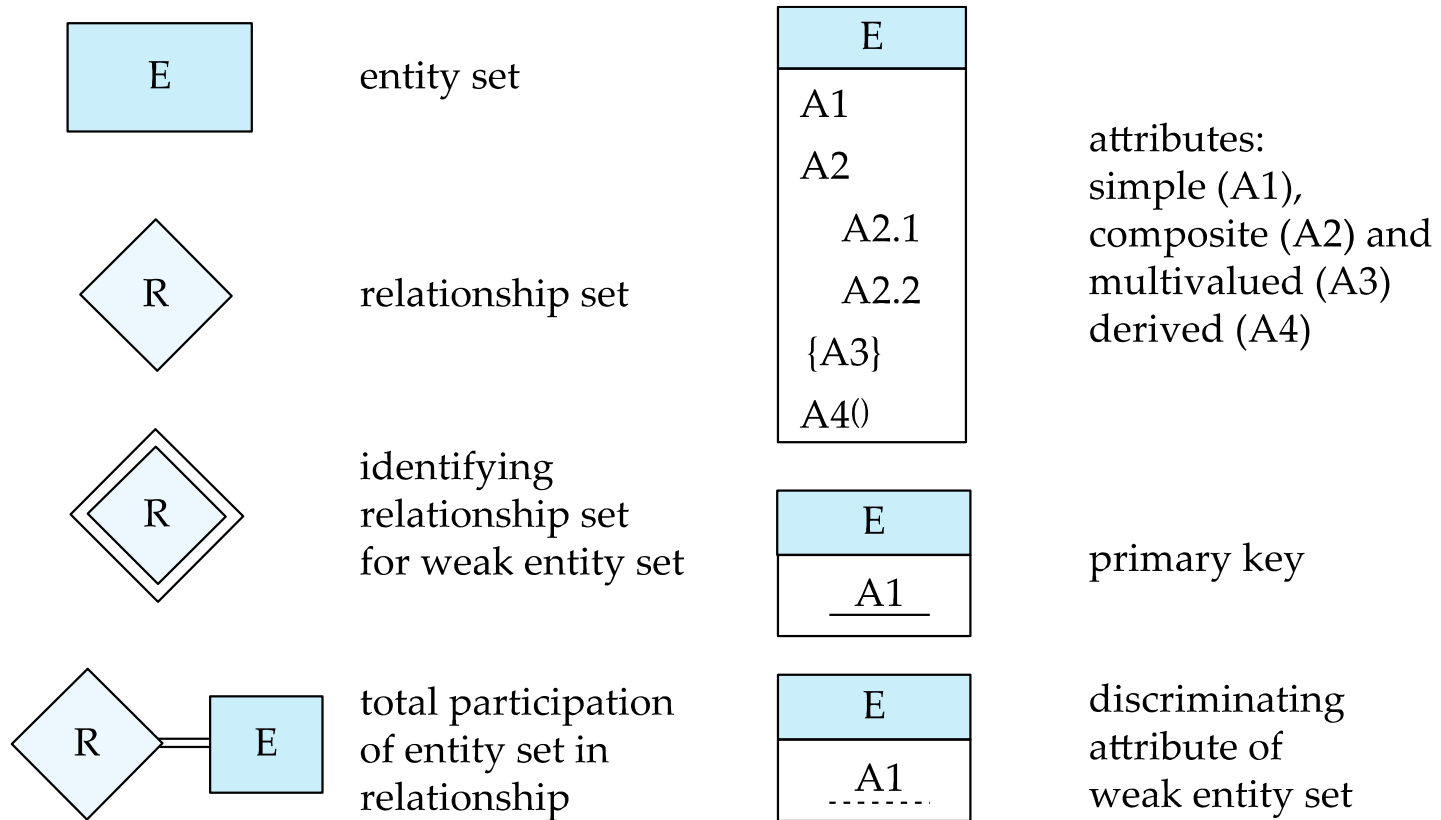 E
entity set
R
relationship set
R
identifying
relationship set
for weak entity set
R
E
total participation
of entity set in
relationship
E
A1
A2
A2.1
A2.2
{A3}
A4()
attributes:
simple (A1),
composite (A2) and
multivalued (A3)
derived (A4)
E
A1
primary key
E
A1
discriminating
attribute of
weak entity set